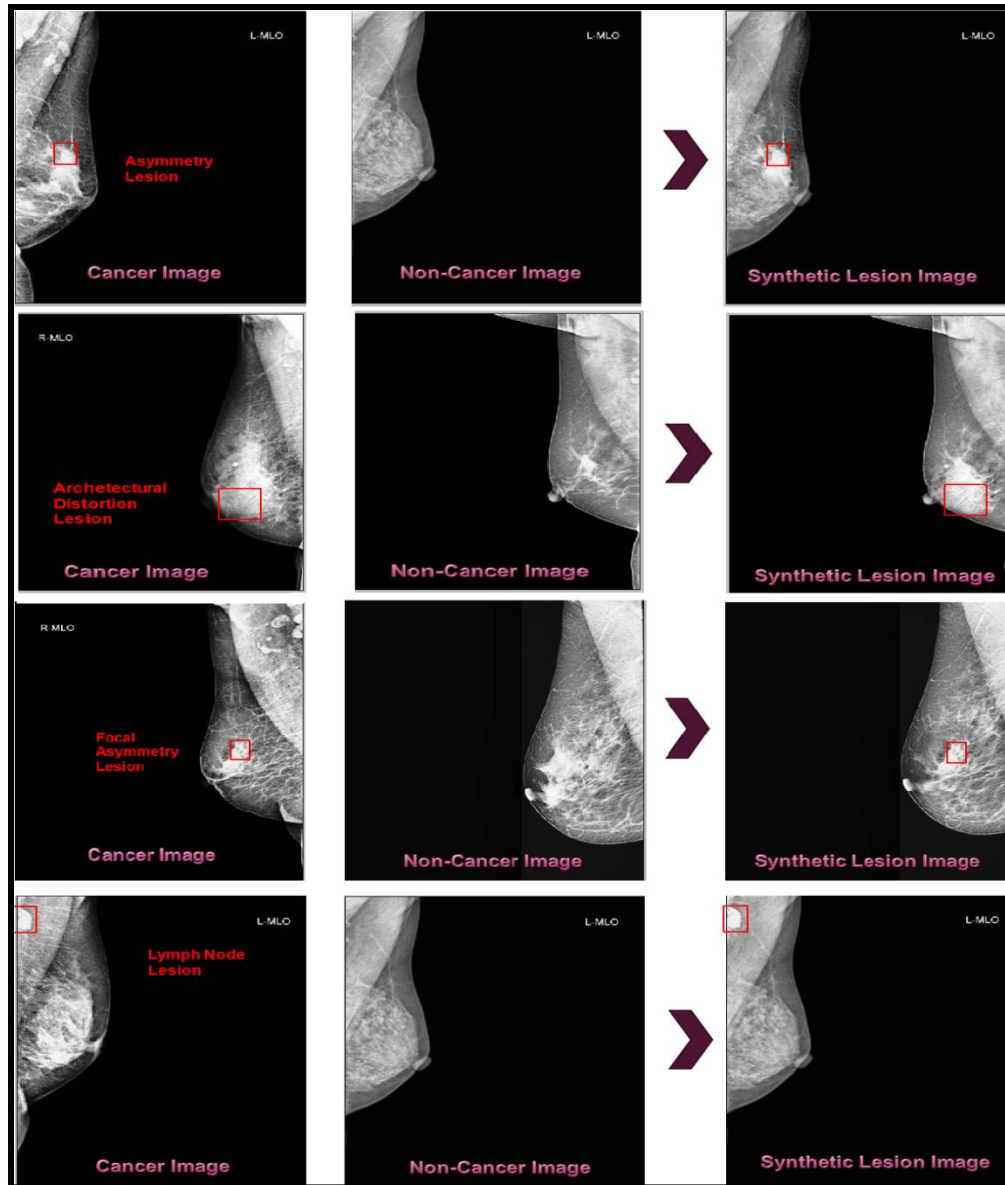 L-MLO
L-MLO
L-MLO
Asymmetry
Lesion
Cancer Image
Non-Cancer Image
Synthetic Lesion Image
R-MLO
Archetectural
Distortion
Lesion
Cancer Image
Non-Cancer Image
Synthetic Lesion Image
R-MLO
Focal
Asymmetry
Lesion
Cancer Image
Non-Cancer Image
Synthetic Lesion Image
L-MLO
L-MLO
L-MLO
Lymph Node
Lesion
Cancer Image
Non-Cancer Image
Synthetic Lesion Image